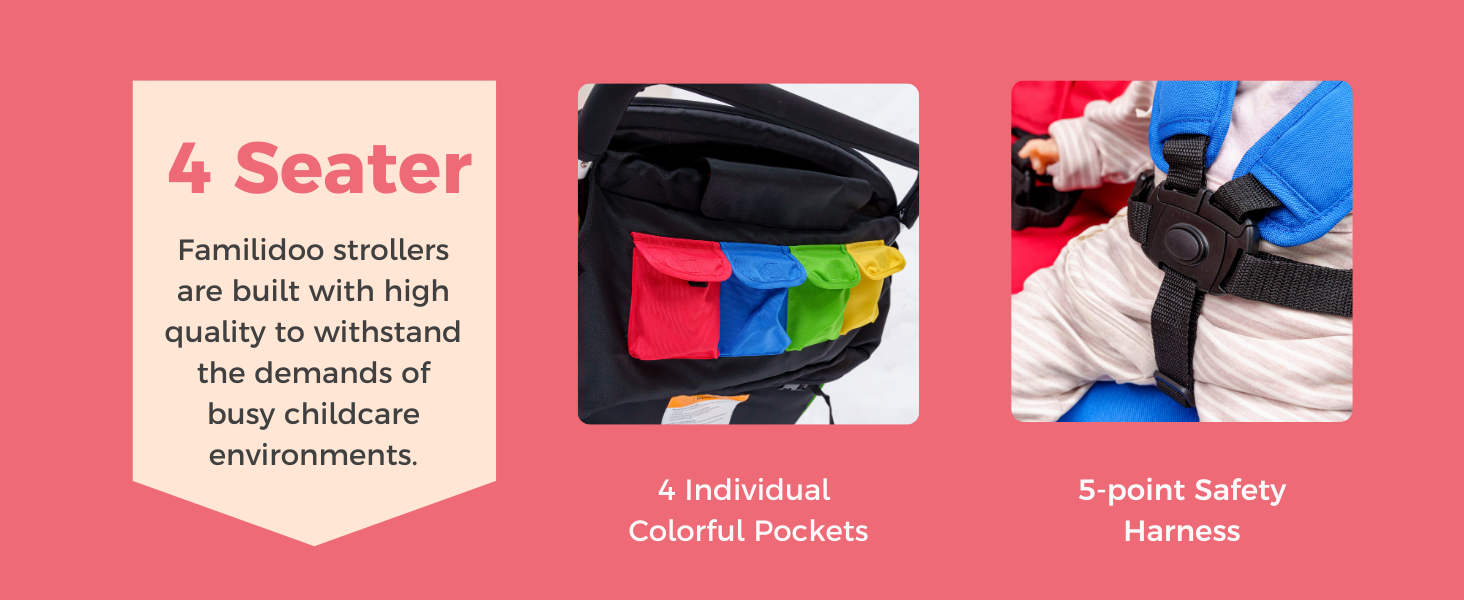 4 Seater
Familidoo strollers
are built with high
quality to withstand
the demands of
busy childcare
environments.
4 Individual
Colorful Pockets
5-point Safety
Harness